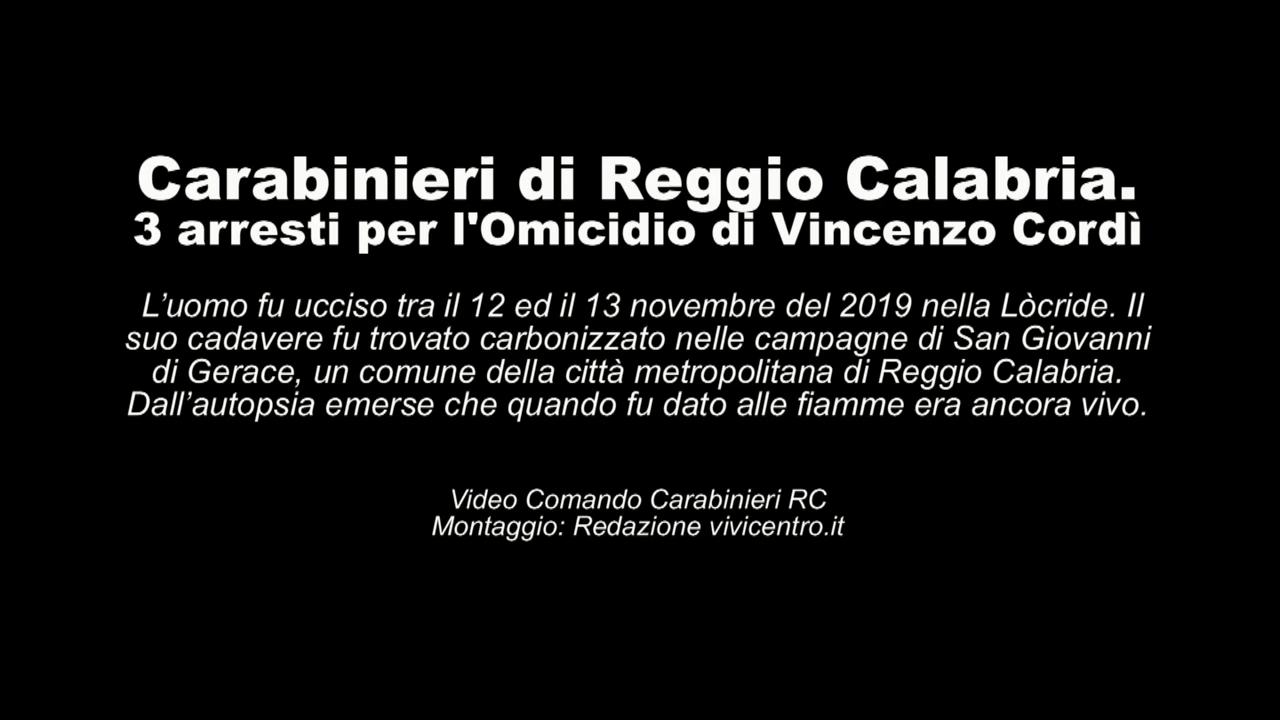 Carabinieri di Reggio Calabria.
3 arresti per l'Omicidio di Vincenzo Cordì
L’uomo fu ucciso tra il 12 ed il 13 novembre del 2019 nella Lòcride. Il
suo cadavere fu trovato carbonizzato nelle campagne di San Giovanni
di Gerace, un comune della città metropolitana di Reggio Calabria.
Dall’autopsia emerse che quando fu dato alle fiamme era ancora vivo.
Video Comando Carabinieri RC
Montaggio: Redazione vivicentro.it